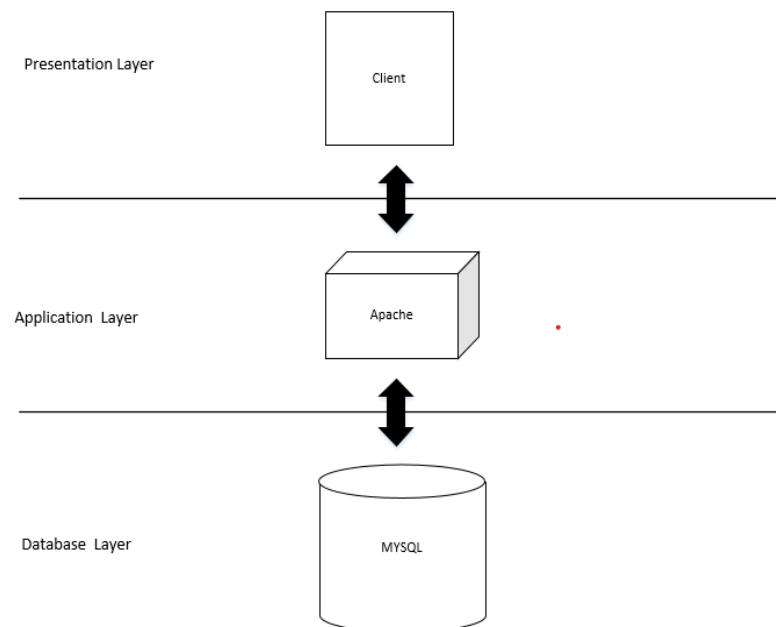 Presentation Layer
Client
Application Layer
Apache
Database Layer
MYSQL